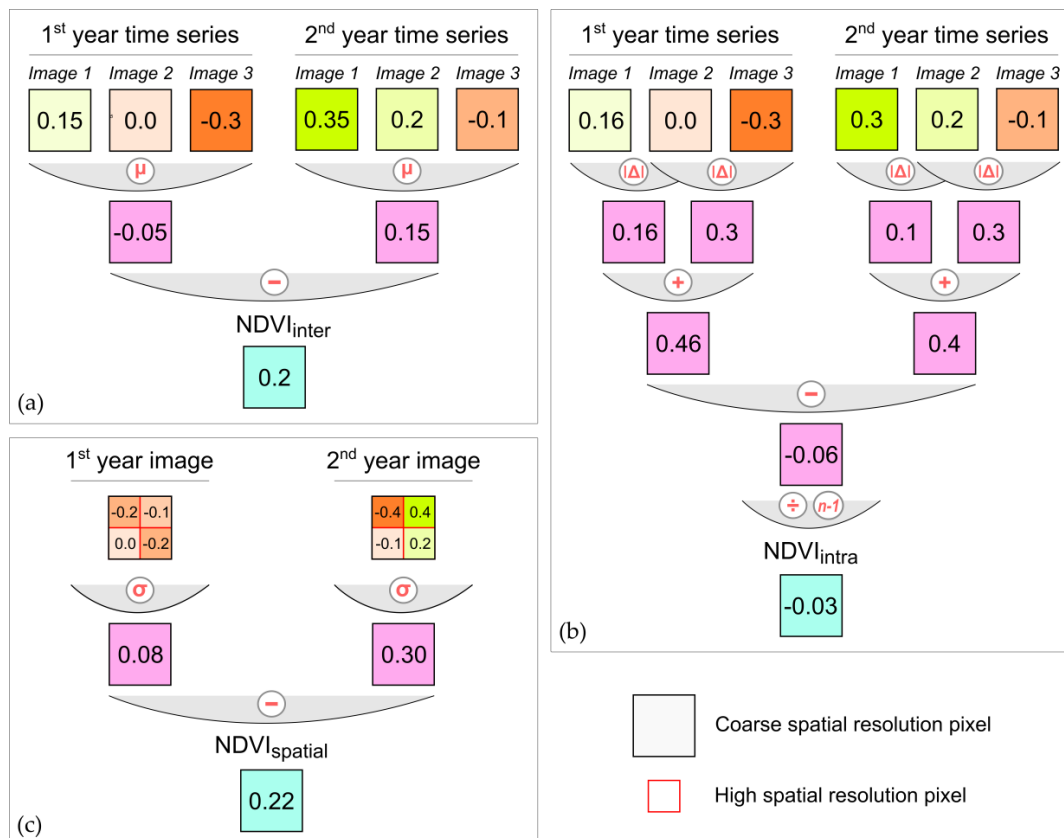 1st year time series 2nd year time series
Image 1 Image 2 Image 3 Image 1 Image 2 Image 3
0.15 0.0 -0.3 0.35 0.2 -0.1
μ μ
-0.05 0.15
−
NDVIinter
0.2
(a)
1st year time series 2nd year time series
Image 1 Image 2 Image 3 Image 1 Image 2 Image 3
0.16 0.0 -0.3 0.3 0.2 -0.1
|Δ| |Δ| |Δ| |Δ|
0.16 0.3 0.1 0.3
+ +
0.46 0.4
−
-0.06
÷ n-1
NDVIintra
-0.03
(b)
1st year image 2nd year image
-0.2 -0.1 -0.4 0.4
0.0 -0.2 -0.1 0.2
σ σ
0.08 0.30
−
NDVIspatial
0.22
(c)
Coarse spatial resolution pixel
High spatial resolution pixel